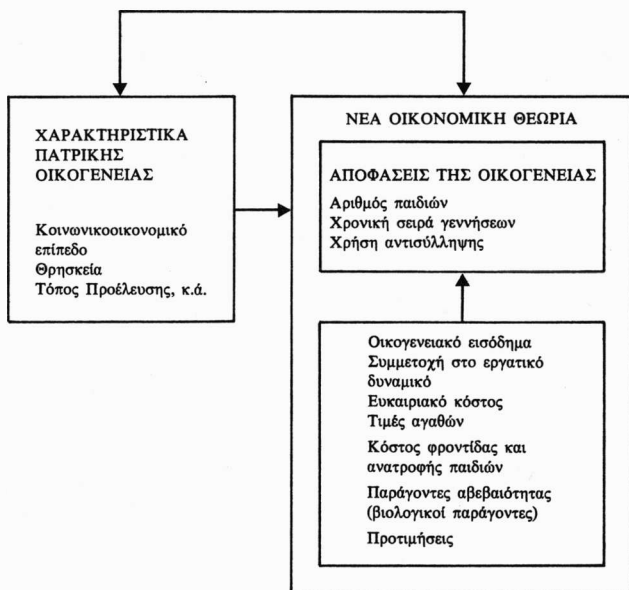 ΧΑΡΑΚΤΗΡΙΣΤΙΚΑ
ΠΑΤΡΙΚΗΣ
ΟΙΚΟΓΕΝΕΙΑΣ
Κοινωνικοοικονομικό
επίπεδο
Θρησκεία
Τόπος Προέλευσης, κ.ά.
ΝΕΑ ΟΙΚΟΝΟΜΙΚΗ ΘΕΩΡΙΑ
ΑΠΟΦΑΣΕΙΣ ΤΗΣ ΟΙΚΟΓΕΝΕΙΑΣ
Αριθμός παιδιών
Χρονική σειρά γεννήσεων
Χρήση αντισύλληψης
Οικογενειακό εισόδημα
Συμμετοχή στο εργατικό
δυναμικό
Ευκαιριακό κόστος
Τιμές αγαθών
Κόστος φροντίδας και
ανατροφής παιδιών
Παράγοντες αβεβαιότητας
(βιολογικοί παράγοντες)
Προτιμήσεις